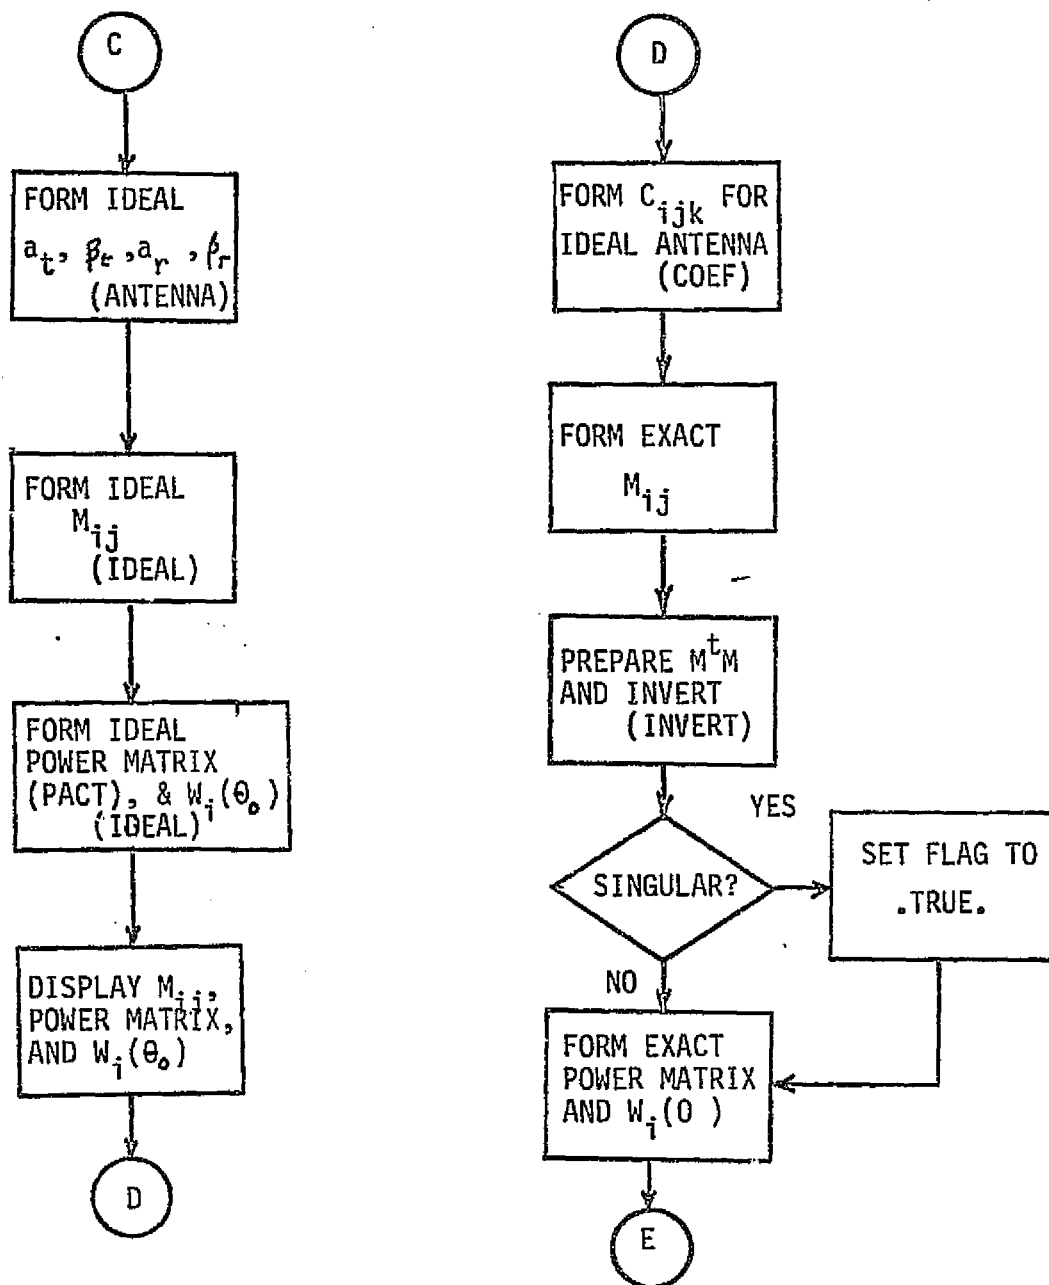 C
FORM IDEAL
a_t, β_t, a_r, β_r
(ANTENNA)
FORM IDEAL
M_ij
(IDEAL)
FORM IDEAL
POWER MATRIX
(PACT), & W_i(θ_o)
(IDEAL)
DISPLAY M_ij,
POWER MATRIX,
AND W_i(θ_o)
D
D
FORM C_ijk FOR
IDEAL ANTENNA
(COEF)
FORM EXACT
M_ij
PREPARE M^tM
AND INVERT
(INVERT)
SINGULAR?
YES
SET FLAG TO
.TRUE.
NO
FORM EXACT
POWER MATRIX
AND W_i(0 )
E